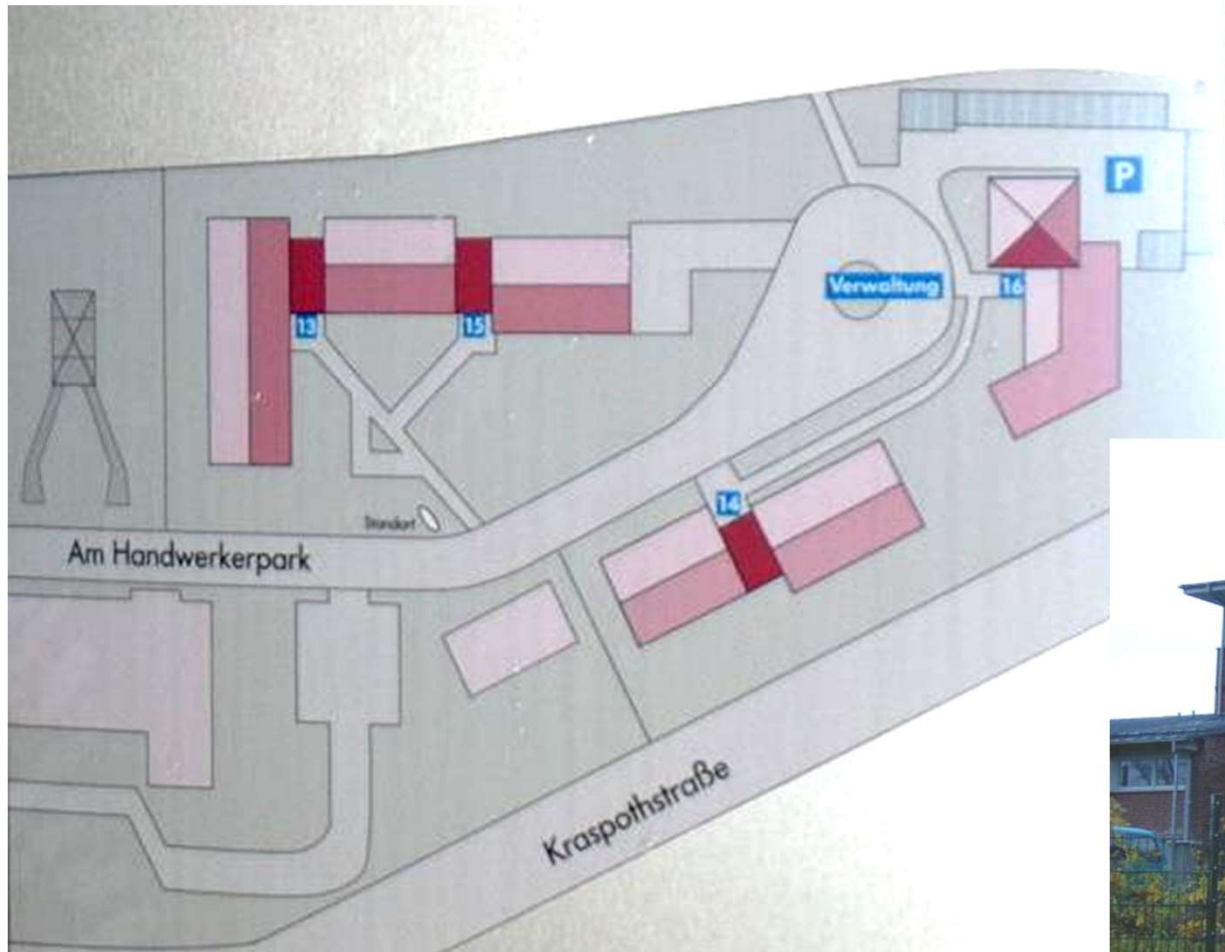 P
Verwaltung
16
13
15
14
Standort
Am Handwerkerpark
Kraspothstraße